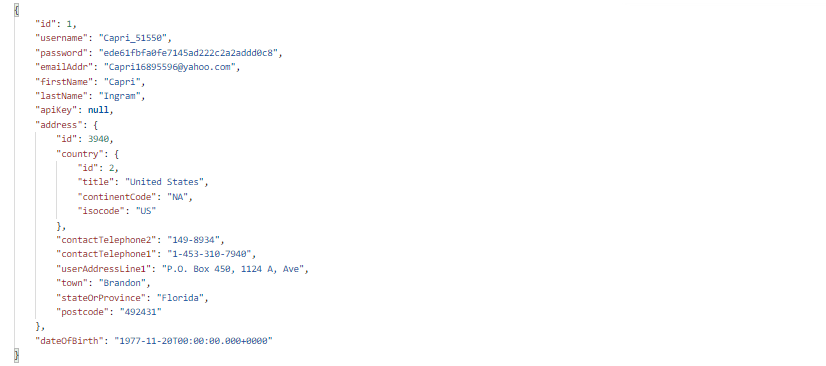 {
"id": 1,
"username": "Capri_51550",
"password": "ede61fbfa0fe7145ad222c2a2addd0c8",
"emailAddr": "Capri16895596@yahoo.com",
"firstName": "Capri",
"lastName": "Ingram",
"apiKey": null,
"address": {
"id": 3940,
"country": {
"id": 2,
"title": "United States",
"continentCode": "NA",
"isocode": "US"
},
"contactTelephone2": "149-8934",
"contactTelephone1": "1-453-310-7940",
"userAddressLine1": "P.O. Box 450, 1124 A, Ave",
"town": "Brandon",
"stateOrProvince": "Florida",
"postcode": "492431"
},
"dateOfBirth": "1977-11-20T00:00:00.000+0000"
}